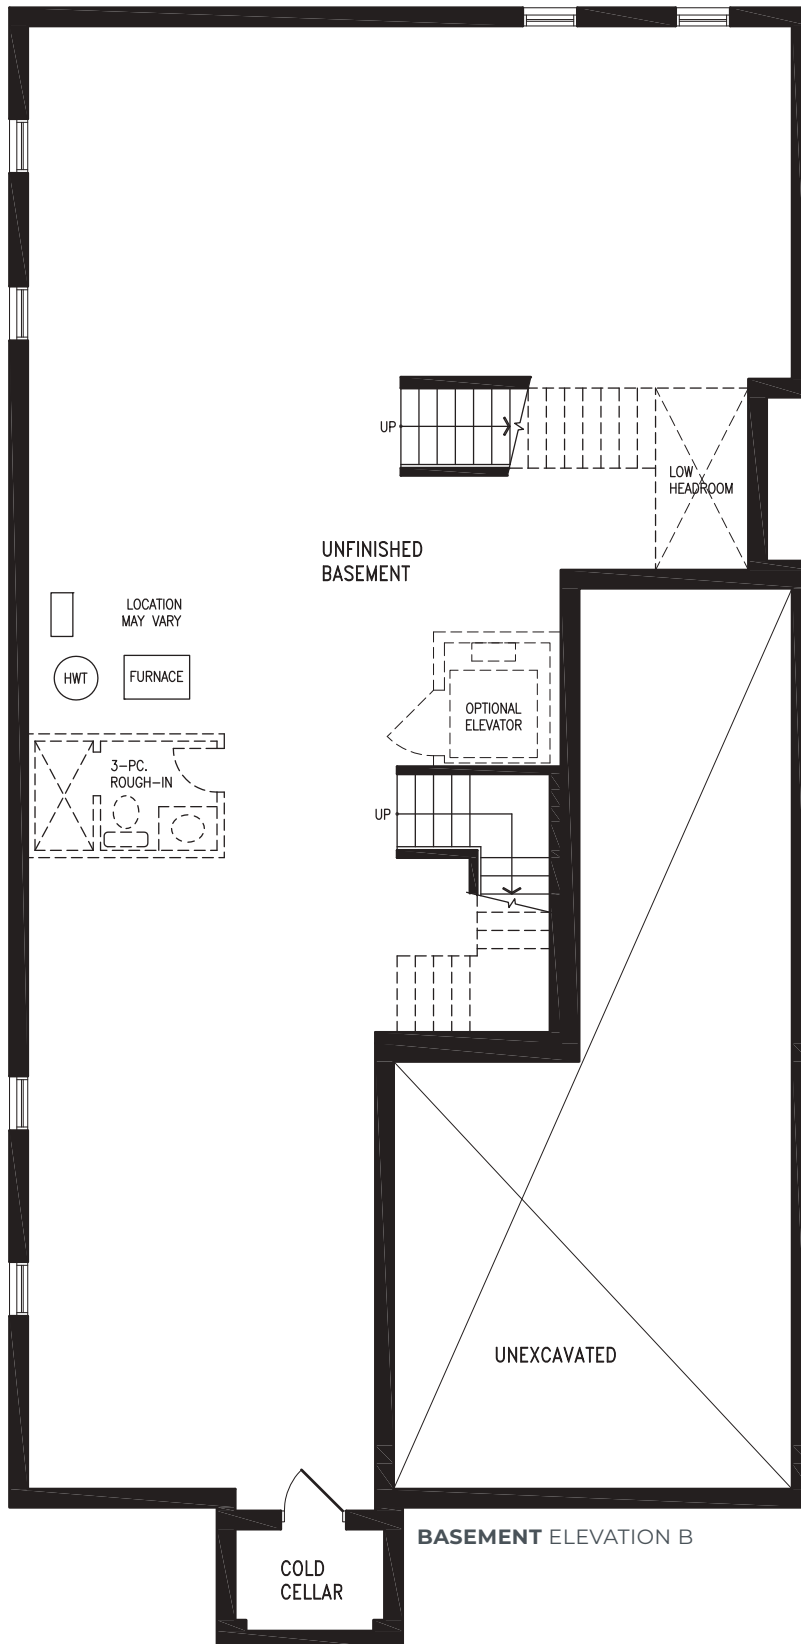 UP
LOW
HEADROOM
UNFINISHED
BASEMENT
LOCATION
MAY VARY
HWT
FURNACE
OPTIONAL
ELEVATOR
3-PC.
ROUGH-IN
UP
UNEXCAVATED
BASEMENT ELEVATION B
COLD
CELLAR